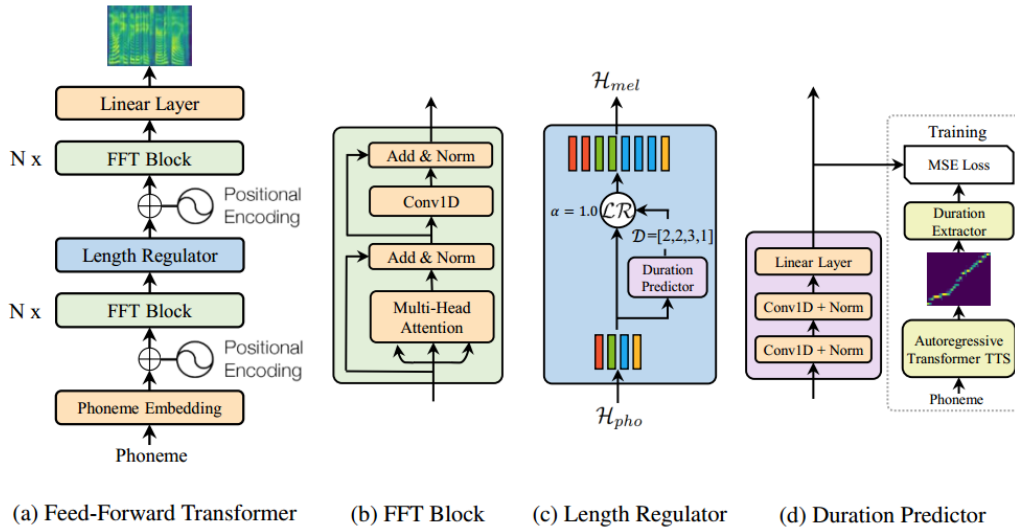 Linear Layer
N x
FFT Block
Positional
Encoding
Length Regulator
N x
FFT Block
Positional
Encoding
Phoneme Embedding
Phoneme
(a) Feed-Forward Transformer
Add & Norm
Conv1D
Add & Norm
Multi-Head
Attention
(b) FFT Block
𝓗mel
α = 1.0
𝓛𝓡
𝓓=[2,2,3,1]
Duration
Predictor
𝓗pho
(c) Length Regulator
Linear Layer
Conv1D + Norm
Conv1D + Norm
Training
MSE Loss
Duration
Extractor
Autoregressive
Transformer TTS
Phoneme
(d) Duration Predictor